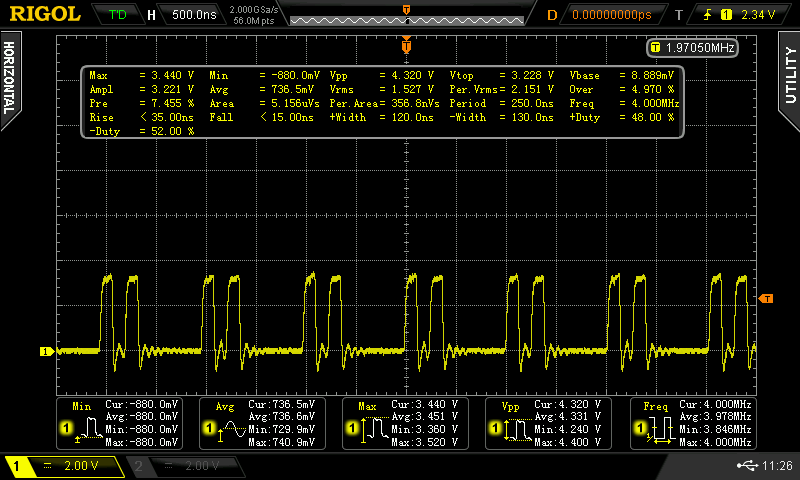 RIGOL T'D H 500.0ns 2.000GSa/s 56.0M pts D 0.00000000ps T 1 2.34 V
HORIZONTAL
UTILITY
T
T 1.97050MHz
Max = 3.440 V Min = -880.0mV Vpp = 4.320 V Vtop = 3.228 V Vbase = 8.889mV
Ampl = 3.221 V Avg = 736.5mV Vrms = 1.527 V Per.Vrms = 2.151 V Over = 4.970 %
Pre = 7.455 % Area = 5.156uVs Per.Area = 356.8nVs Period = 250.0ns Freq = 4.000MHz
Rise < 35.00ns Fall < 15.00ns +Width = 120.0ns -Width = 130.0ns +Duty = 48.00 %
-Duty = 52.00 %
T
1
Min Cur:-880.0mV Avg Cur:736.5mV Max Cur:3.440 V Vpp Cur:4.320 V Freq Cur:4.000MHz
Avg:-880.0mV Avg:736.6mV Avg:3.451 V Avg:4.331 V Avg:3.978MHz
1 Min:-880.0mV 1 Min:729.9mV 1 Min:3.360 V 1 Min:4.240 V 1 Min:3.846MHz
Max:-880.0mV Max:740.9mV Max:3.520 V Max:4.400 V Max:4.000MHz
1 = 2.00 V 2 = 2.00 V 11:26